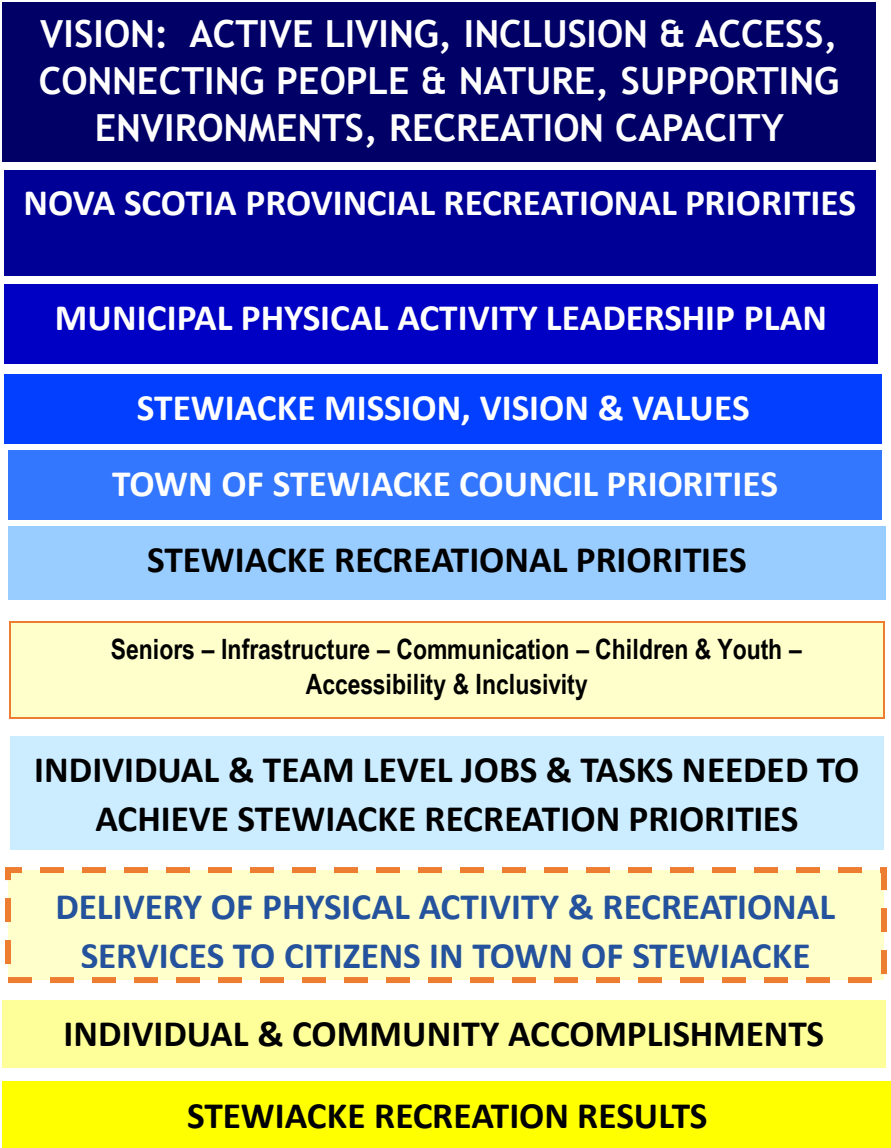 VISION: ACTIVE LIVING, INCLUSION & ACCESS,
CONNECTING PEOPLE & NATURE, SUPPORTING
ENVIRONMENTS, RECREATION CAPACITY
NOVA SCOTIA PROVINCIAL RECREATIONAL PRIORITIES
MUNICIPAL PHYSICAL ACTIVITY LEADERSHIP PLAN
STEWIACKE MISSION, VISION & VALUES
TOWN OF STEWIACKE COUNCIL PRIORITIES
STEWIACKE RECREATIONAL PRIORITIES
Seniors – Infrastructure – Communication – Children & Youth –
Accessibility & Inclusivity
INDIVIDUAL & TEAM LEVEL JOBS & TASKS NEEDED TO
ACHIEVE STEWIACKE RECREATION PRIORITIES
DELIVERY OF PHYSICAL ACTIVITY & RECREATIONAL
SERVICES TO CITIZENS IN TOWN OF STEWIACKE
INDIVIDUAL & COMMUNITY ACCOMPLISHMENTS
STEWIACKE RECREATION RESULTS